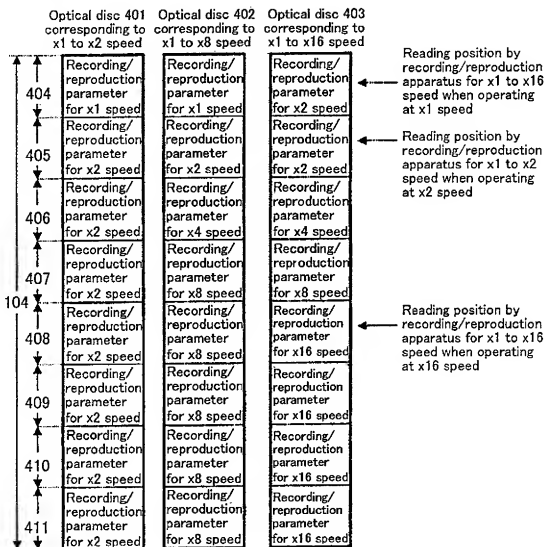 Optical disc 401
corresponding to
x1 to x2 speed
Optical disc 402
corresponding to
x1 to x8 speed
Optical disc 403
corresponding to
x1 to x16 speed
104
404
Recording/
reproduction
parameter
for x1 speed
Recording/
reproduction
parameter
for x1 speed
Recording/
reproduction
parameter
for x2 speed
Reading position by
recording/reproduction
apparatus for x1 to x16
speed when operating
at x1 speed
405
Recording/
reproduction
parameter
for x2 speed
Recording/
reproduction
parameter
for x2 speed
Recording/
reproduction
parameter
for x2 speed
Reading position by
recording/reproduction
apparatus for x1 to x2
speed when operating
at x2 speed
406
Recording/
reproduction
parameter
for x2 speed
Recording/
reproduction
parameter
for x4 speed
Recording/
reproduction
parameter
for x4 speed
407
Recording/
reproduction
parameter
for x2 speed
Recording/
reproduction
parameter
for x8 speed
Recording/
reproduction
parameter
for x8 speed
408
Recording/
reproduction
parameter
for x2 speed
Recording/
reproduction
parameter
for x8 speed
Recording/
reproduction
parameter
for x16 speed
Reading position by
recording/reproduction
apparatus for x1 to x16
speed when operating
at x16 speed
409
Recording/
reproduction
parameter
for x2 speed
Recording/
reproduction
parameter
for x8 speed
Recording/
reproduction
parameter
for x16 speed
410
Recording/
reproduction
parameter
for x2 speed
Recording/
reproduction
parameter
for x8 speed
Recording/
reproduction
parameter
for x16 speed
411
Recording/
reproduction
parameter
for x2 speed
Recording/
reproduction
parameter
for x8 speed
Recording/
reproduction
parameter
for x16 speed